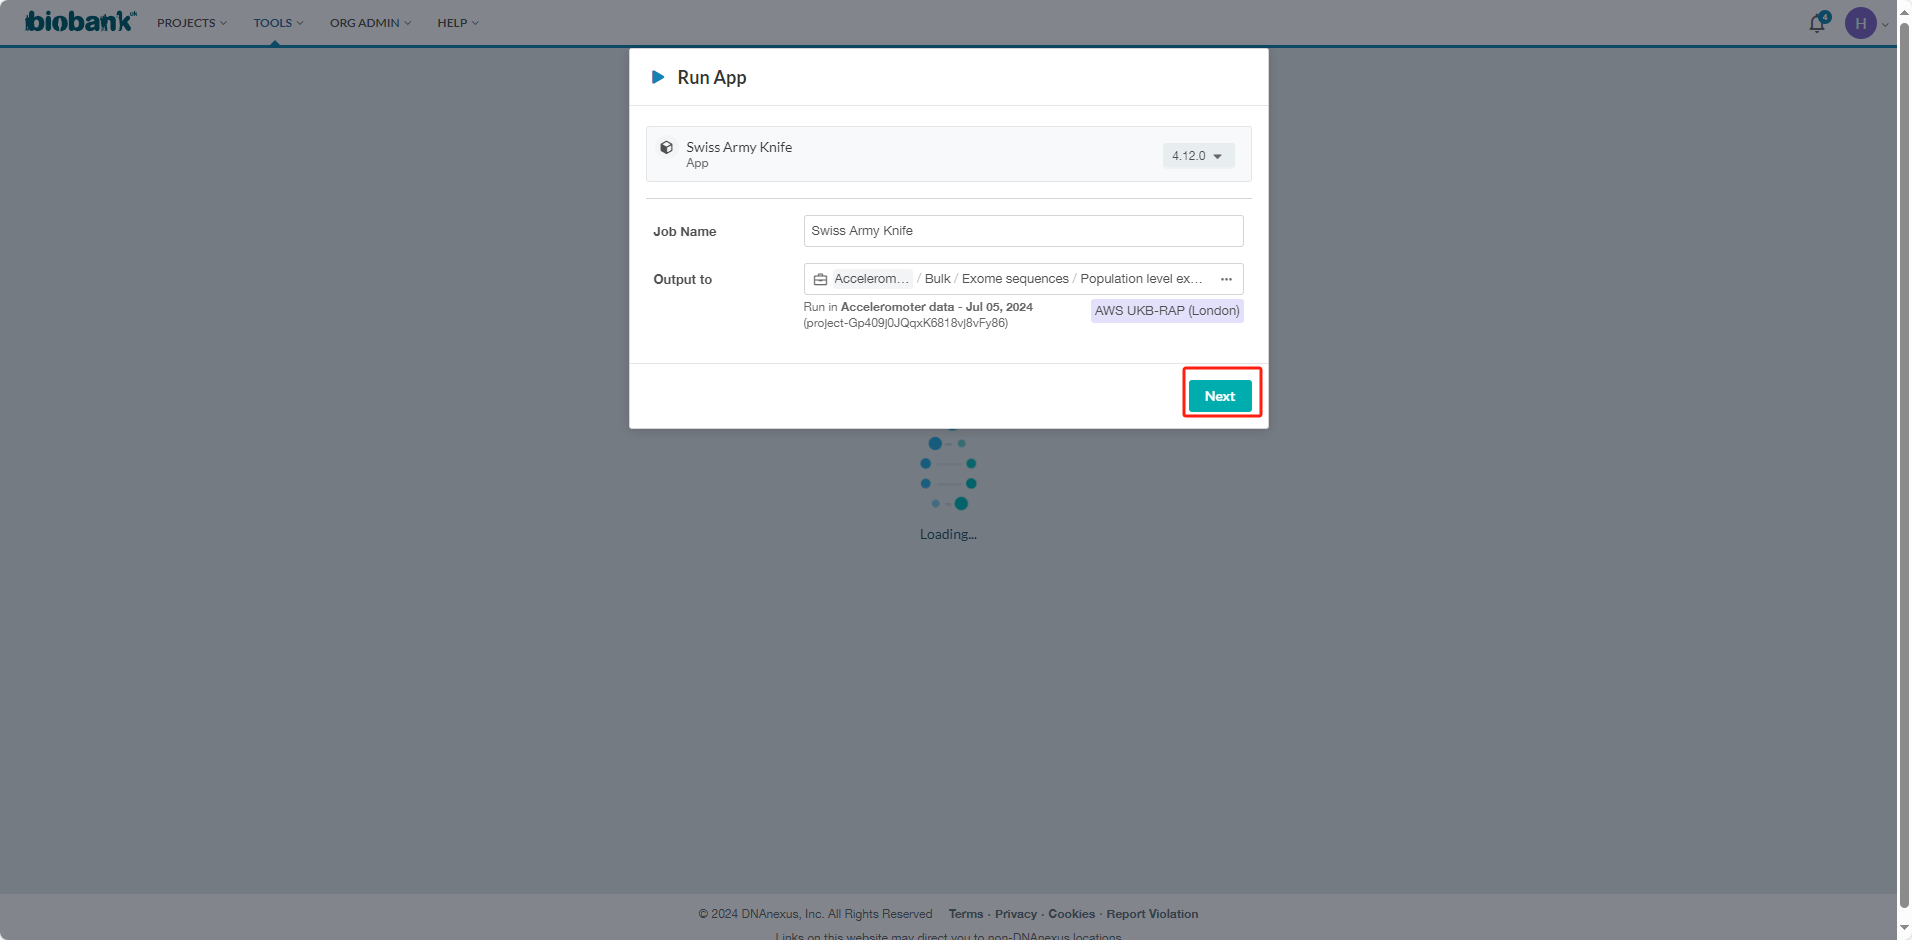 biobank uk PROJECTS TOOLS ORG ADMIN HELP 4 H
Run App
Swiss Army Knife
App
4.12.0
Job Name Swiss Army Knife
Output to Accelerom... / Bulk / Exome sequences / Population level ex... ...
Run in Acceleromoter data - Jul 05, 2024
(project-Gp409j0JQqxK6818vj8vFy86)
AWS UKB-RAP (London)
Next
Loading...
© 2024 DNAnexus, Inc. All Rights Reserved Terms · Privacy · Cookies · Report Violation
Links on this website may direct you to non-DNAnexus locations.